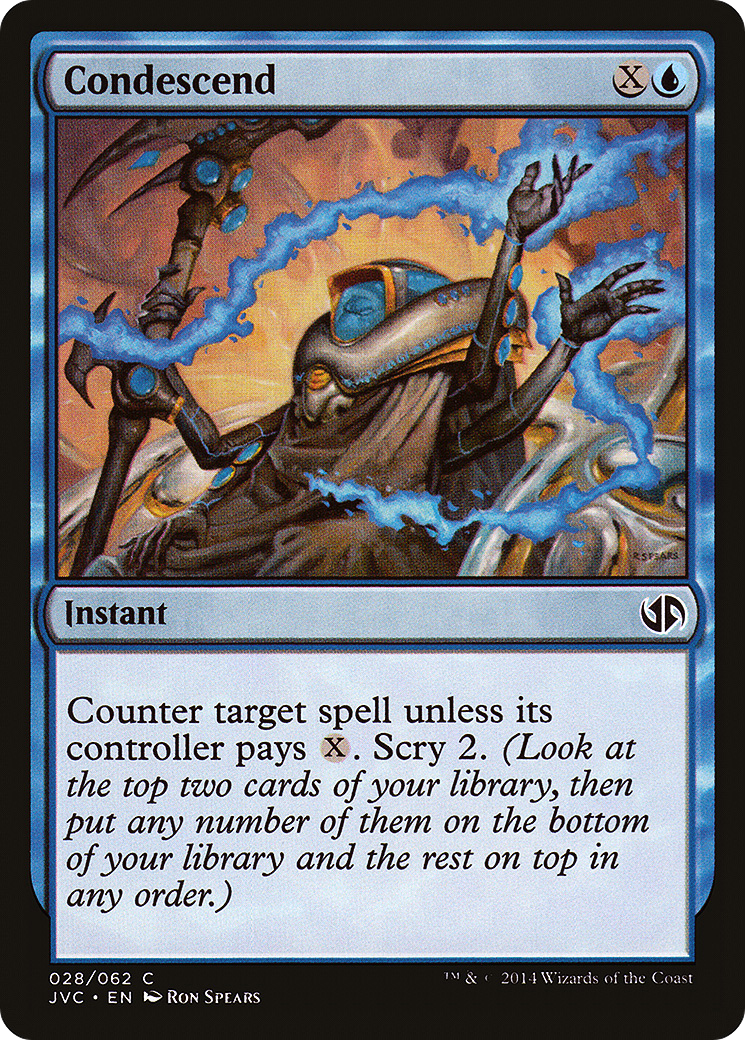 Condescend X
R.SPEARS
Instant
Counter target spell unless its
controller pays X. Scry 2. (Look at
the top two cards of your library, then
put any number of them on the bottom
of your library and the rest on top in
any order.)
028/062 C
™ & © 2014 Wizards of the Coast
JVC • EN Ron Spears